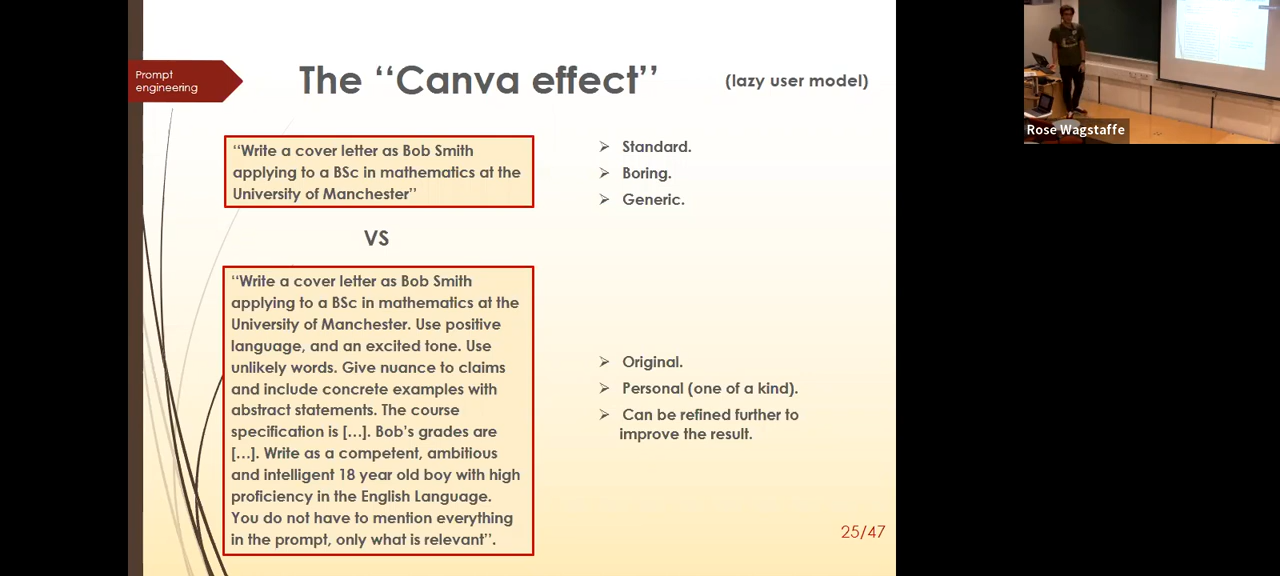 Prompt
engineering
The ‘‘Canva effect’’
(lazy user model)
‘‘Write a cover letter as Bob Smith
applying to a BSc in mathematics at the
University of Manchester’’
➢ Standard.
➢ Boring.
➢ Generic.
VS
‘‘Write a cover letter as Bob Smith
applying to a BSc in mathematics at the
University of Manchester. Use positive
language, and an excited tone. Use
unlikely words. Give nuance to claims
and include concrete examples with
abstract statements. The course
specification is [...]. Bob’s grades are
[...]. Write as a competent, ambitious
and intelligent 18 year old boy with high
proficiency in the English Language.
You do not have to mention everything
in the prompt, only what is relevant’’.
➢ Original.
➢ Personal (one of a kind).
➢ Can be refined further to
improve the result.
25/47
Rose Wagstaffe